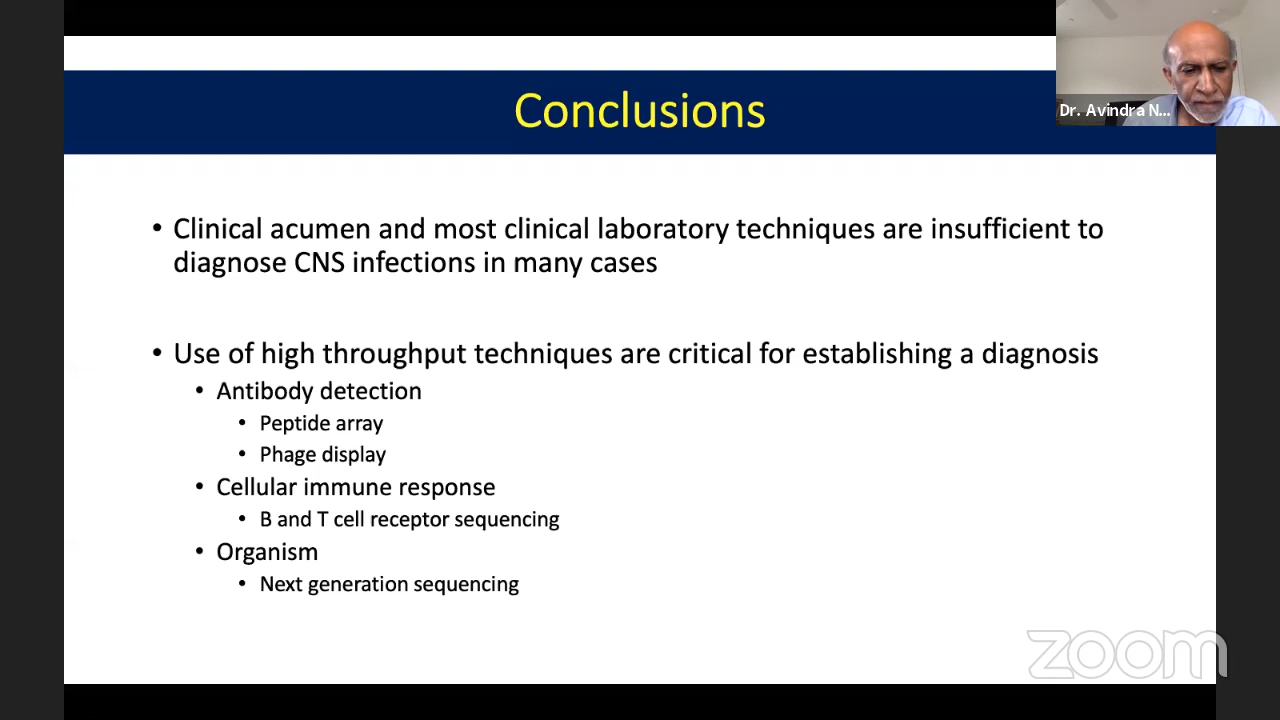 Conclusions
Dr. Avindra N...
• Clinical acumen and most clinical laboratory techniques are insufficient to
diagnose CNS infections in many cases
• Use of high throughput techniques are critical for establishing a diagnosis
• Antibody detection
• Peptide array
• Phage display
• Cellular immune response
• B and T cell receptor sequencing
• Organism
• Next generation sequencing
zoom